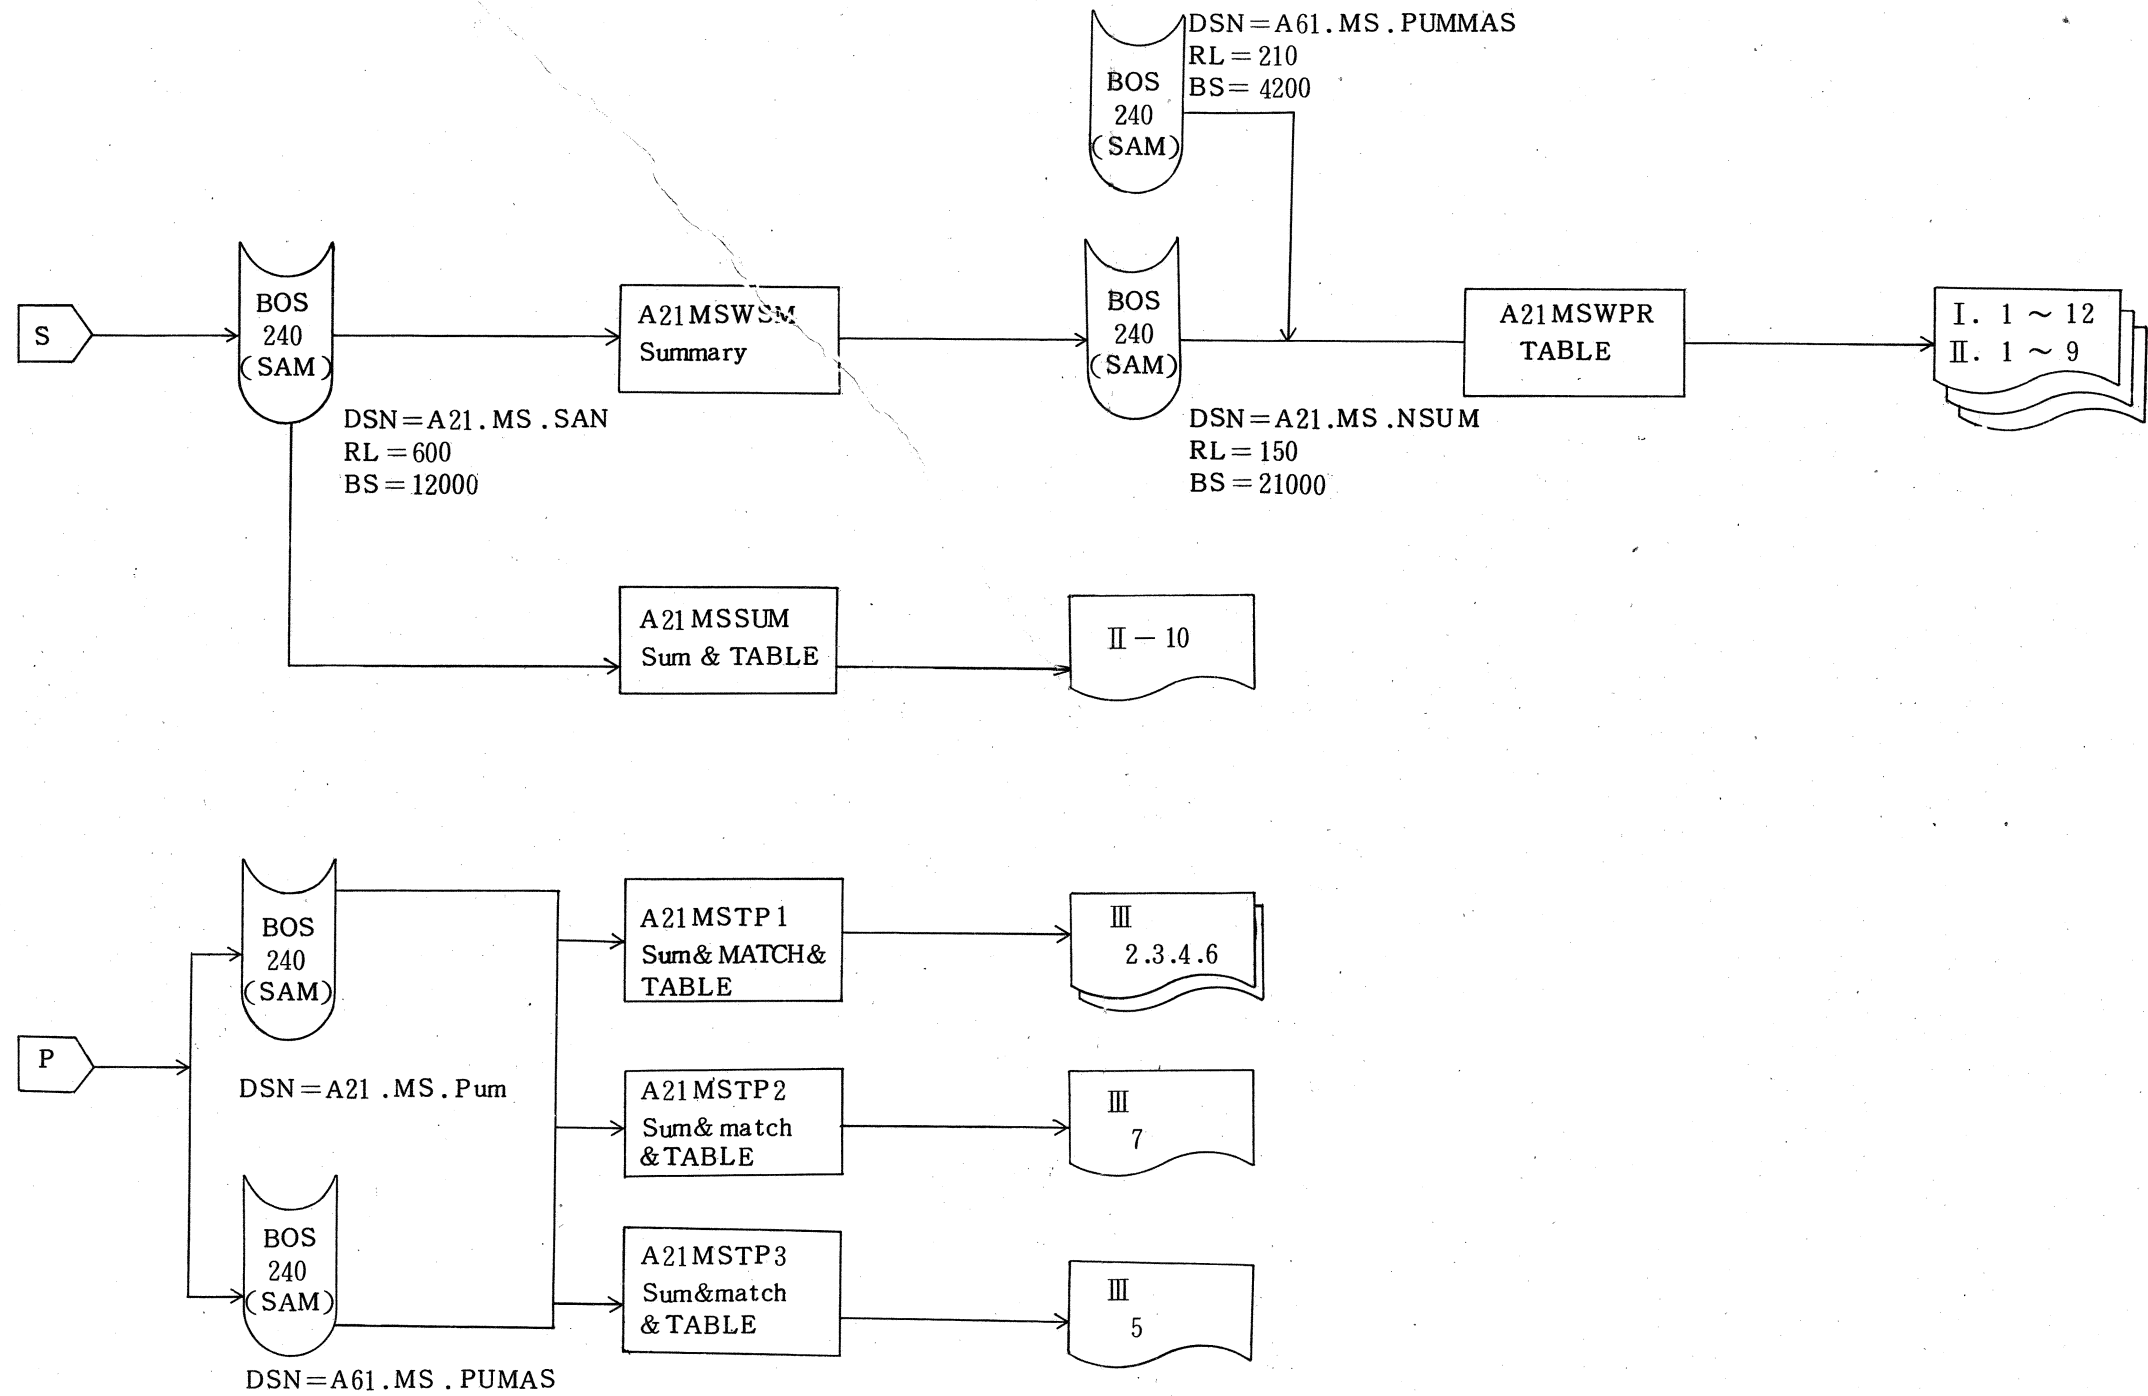 DSN=A61.MS.PUMMAS
RL=210
BS=4200
BOS
240
(SAM)
S
BOS
240
(SAM)
DSN=A21.MS.SAN
RL=600
BS=12000
A21MSWSM
Summary
BOS
240
(SAM)
DSN=A21.MS.NSUM
RL=150
BS=21000
A21MSWPR
TABLE
I. 1 ~ 12
II. 1 ~ 9
A21MSSUM
Sum & TABLE
II - 10
P
BOS
240
(SAM)
DSN=A21.MS.Pum
BOS
240
(SAM)
DSN=A61.MS.PUMAS
A21MSTP1
Sum&MATCH&
TABLE
III
2.3.4.6
A21MSTP2
Sum&match
&TABLE
III
7
A21MSTP3
Sum&match
&TABLE
III
5